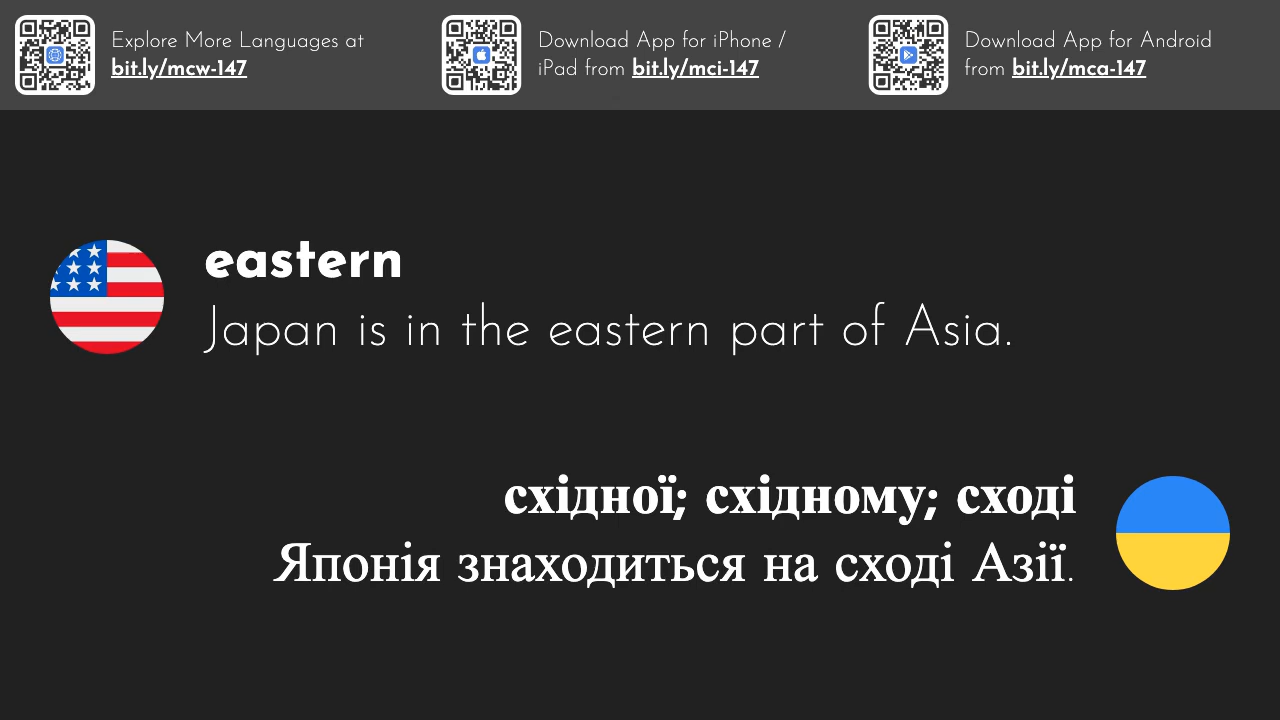 Explore More Languages at
bit.ly/mcw-147
Download App for iPhone /
iPad from bit.ly/mci-147
Download App for Android
from bit.ly/mca-147
eastern
Japan is in the eastern part of Asia.
східної; східному; сході
Японія знаходиться на сході Азії.